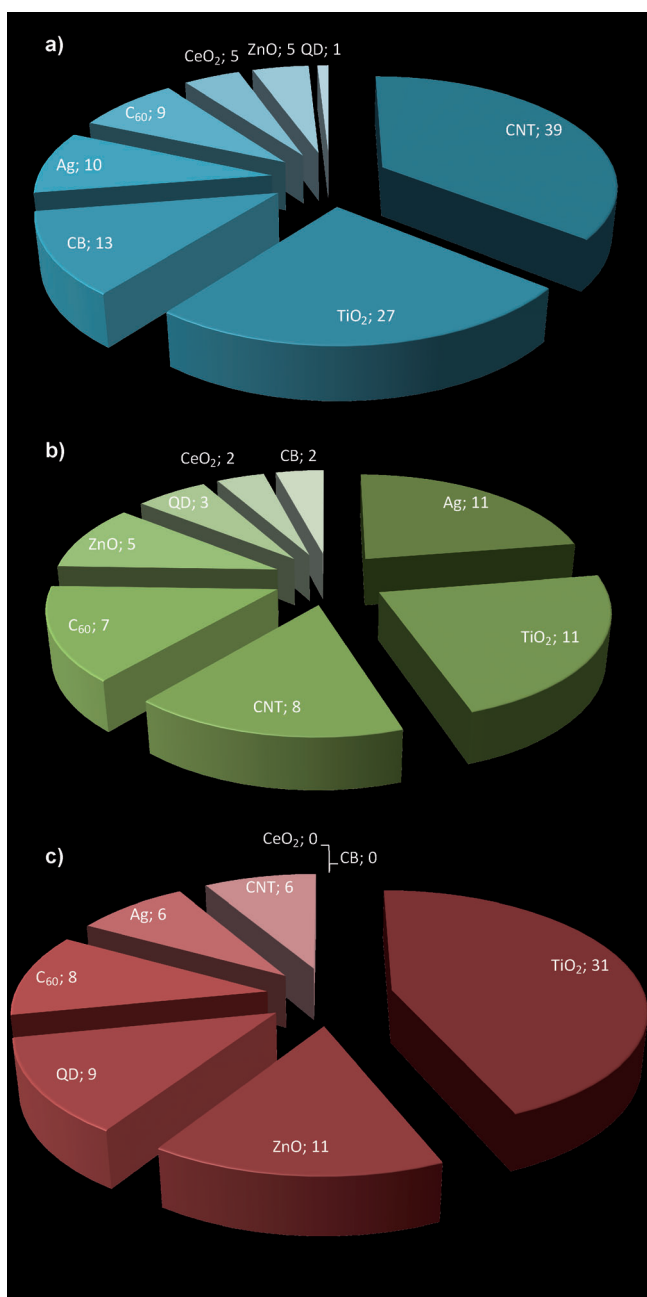 a)
CeO₂; 5
ZnO; 5
QD; 1
C₆₀; 9
CNT; 39
Ag; 10
CB; 13
TiO₂; 27
b)
CeO₂; 2
CB; 2
QD; 3
Ag; 11
ZnO; 5
C₆₀; 7
TiO₂; 11
CNT; 8
c)
CeO₂; 0
CB; 0
CNT; 6
Ag; 6
TiO₂; 31
C₆₀; 8
QD; 9
ZnO; 11